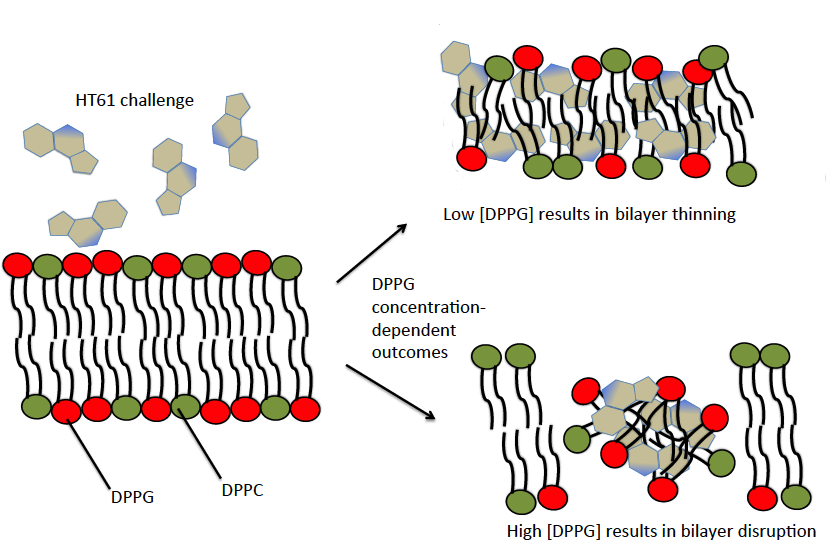 HT61 challenge
Low [DPPG] results in bilayer thinning
DPPG
concentration-
dependent
outcomes
DPPG
DPPC
High [DPPG] results in bilayer disruption